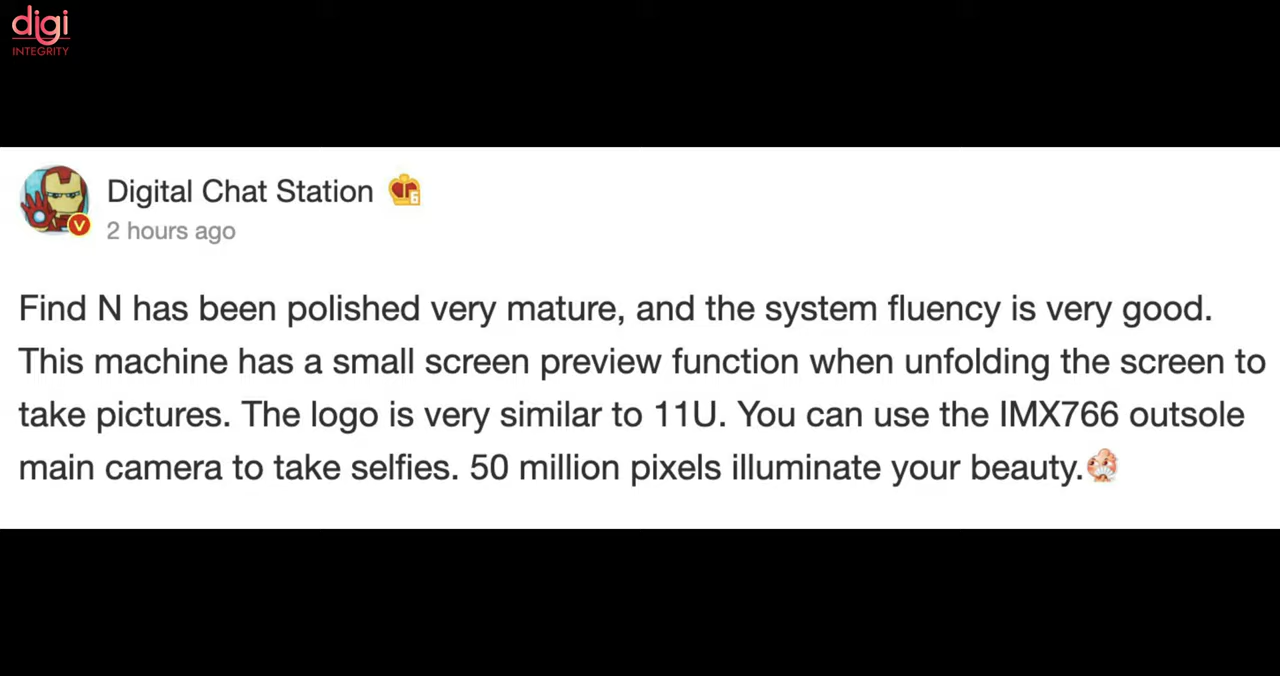 digi
INTEGRITY
Digital Chat Station
6
V
2 hours ago
Find N has been polished very mature, and the system fluency is very good.
This machine has a small screen preview function when unfolding the screen to
take pictures. The logo is very similar to 11U. You can use the IMX766 outsole
main camera to take selfies. 50 million pixels illuminate your beauty.